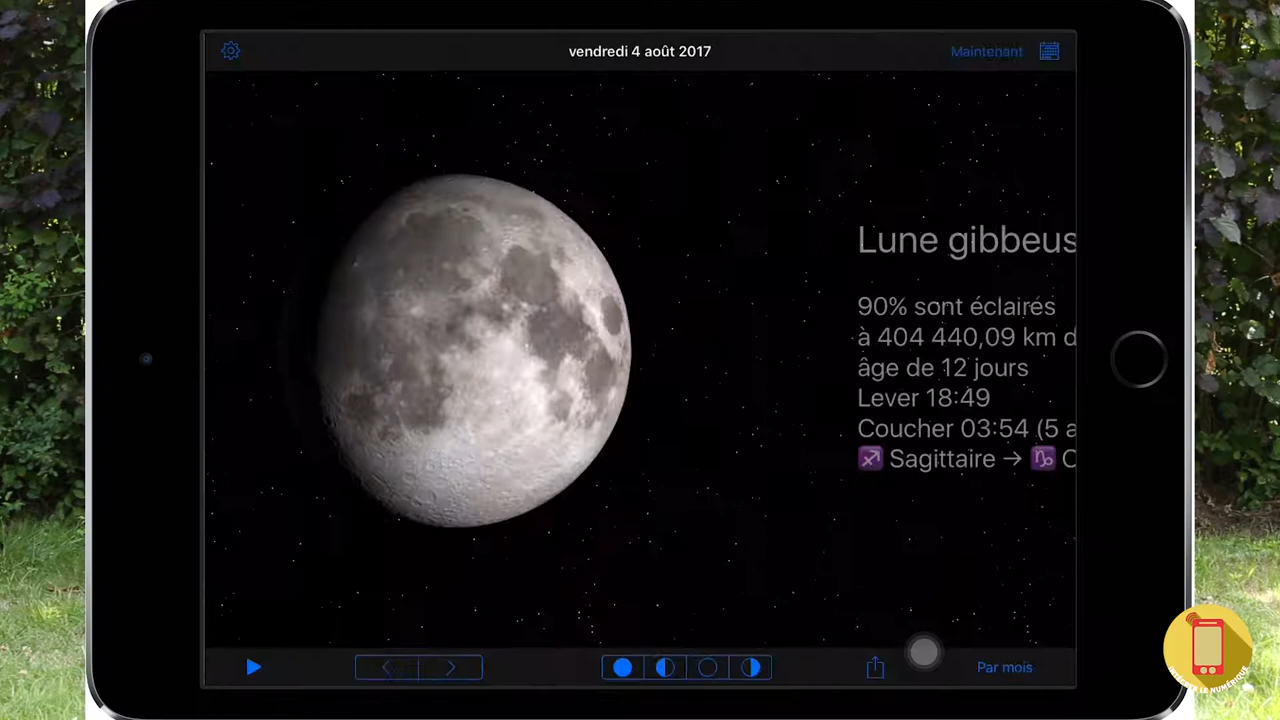 vendredi 4 août 2017
Maintenant
Lune gibbeus
90% sont éclairés
à 404 440,09 km d
âge de 12 jours
Lever 18:49
Coucher 03:54 (5 a
Sagittaire → C
Par mois